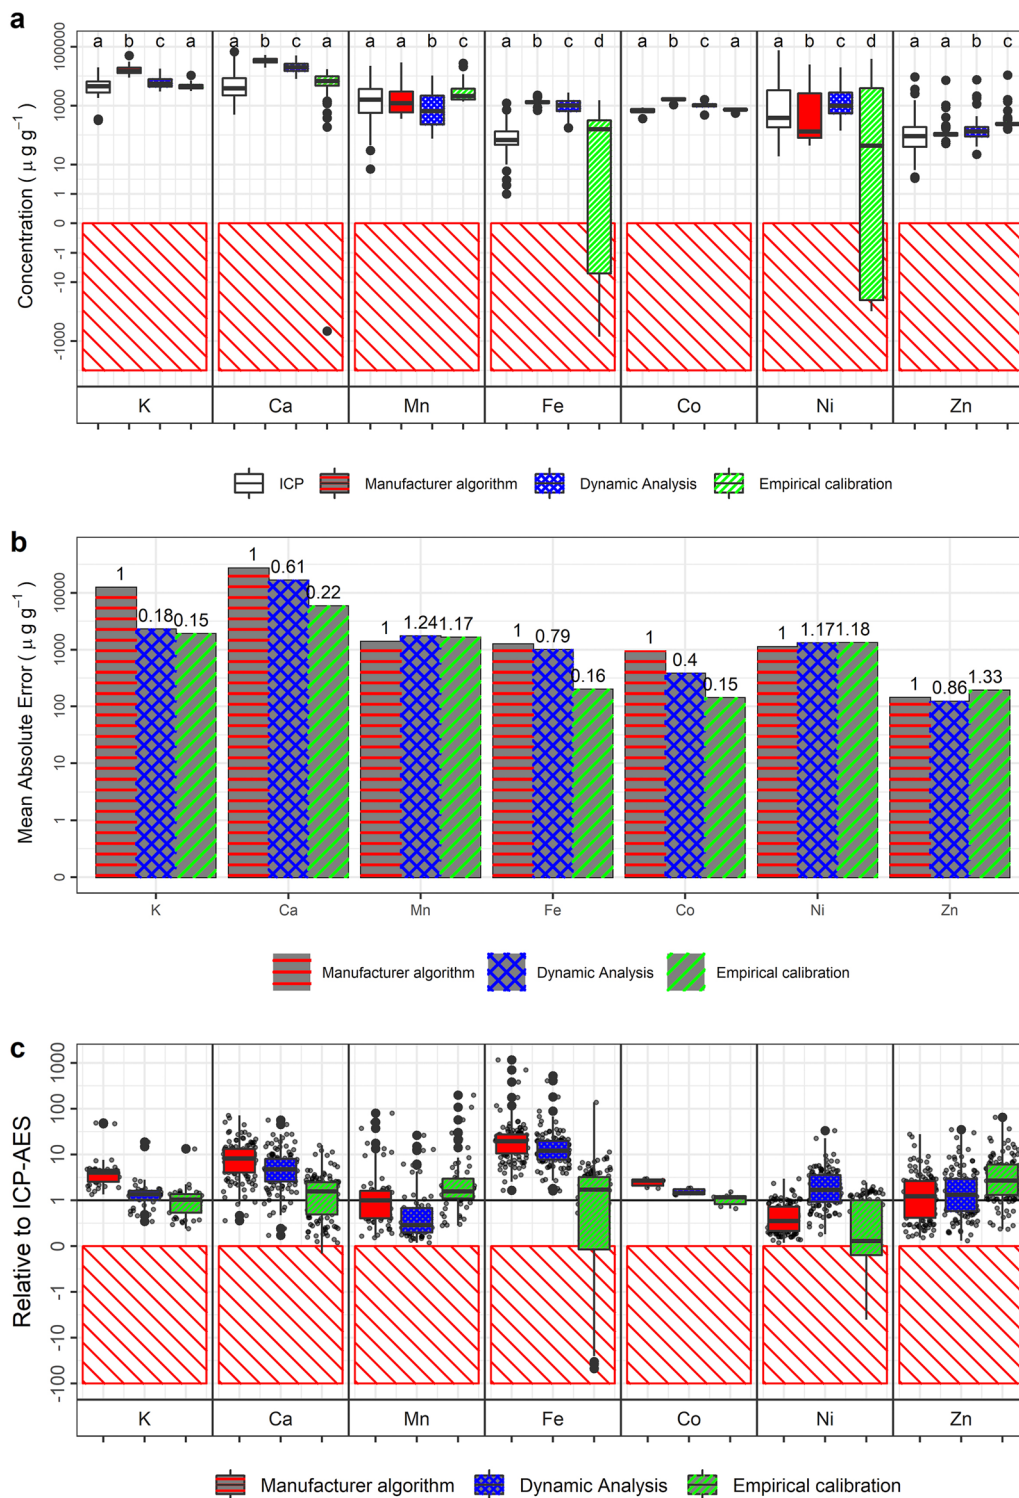 a
a b c a a b c a a a b c a b c d a b c a a b c d a a b c
Concentration ( μ g g⁻¹ )
100000
1000
10
1
0
-1
-10
-1000
K Ca Mn Fe Co Ni Zn
ICP Manufacturer algorithm Dynamic Analysis Empirical calibration
b
Mean Absolute Error ( μ g g⁻¹ )
10000
1000
100
10
1
0
1 0.18 0.15 1 0.61 0.22 1 1.24 1.17 1 0.79 0.16 1 0.4 0.15 1 1.17 1.18 1 0.86 1.33
K Ca Mn Fe Co Ni Zn
Manufacturer algorithm Dynamic Analysis Empirical calibration
c
Relative to ICP-AES
1000
100
10
1
0
-1
-10
-100
K Ca Mn Fe Co Ni Zn
Manufacturer algorithm Dynamic Analysis Empirical calibration